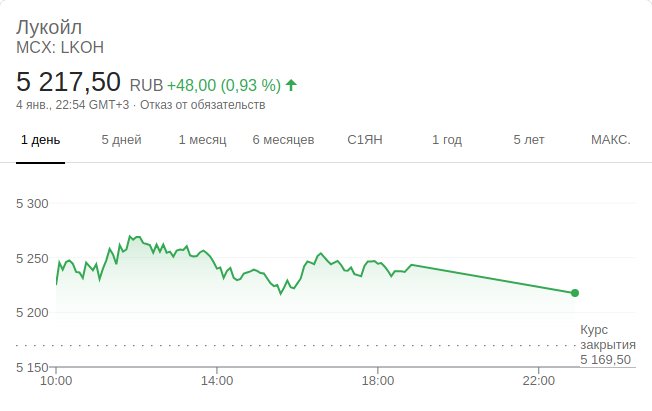 Лукойл
MCX: LKOH
5 217,50 RUB +48,00 (0,93 %)
4 янв., 22:54 GMT+3 · Отказ от обязательств
1 день 5 дней 1 месяц 6 месяцев С1ЯН 1 год 5 лет МАКС.
5 300
5 250
5 200
Курс
закрытия
5 169,50
5 150
10:00 14:00 18:00 22:00